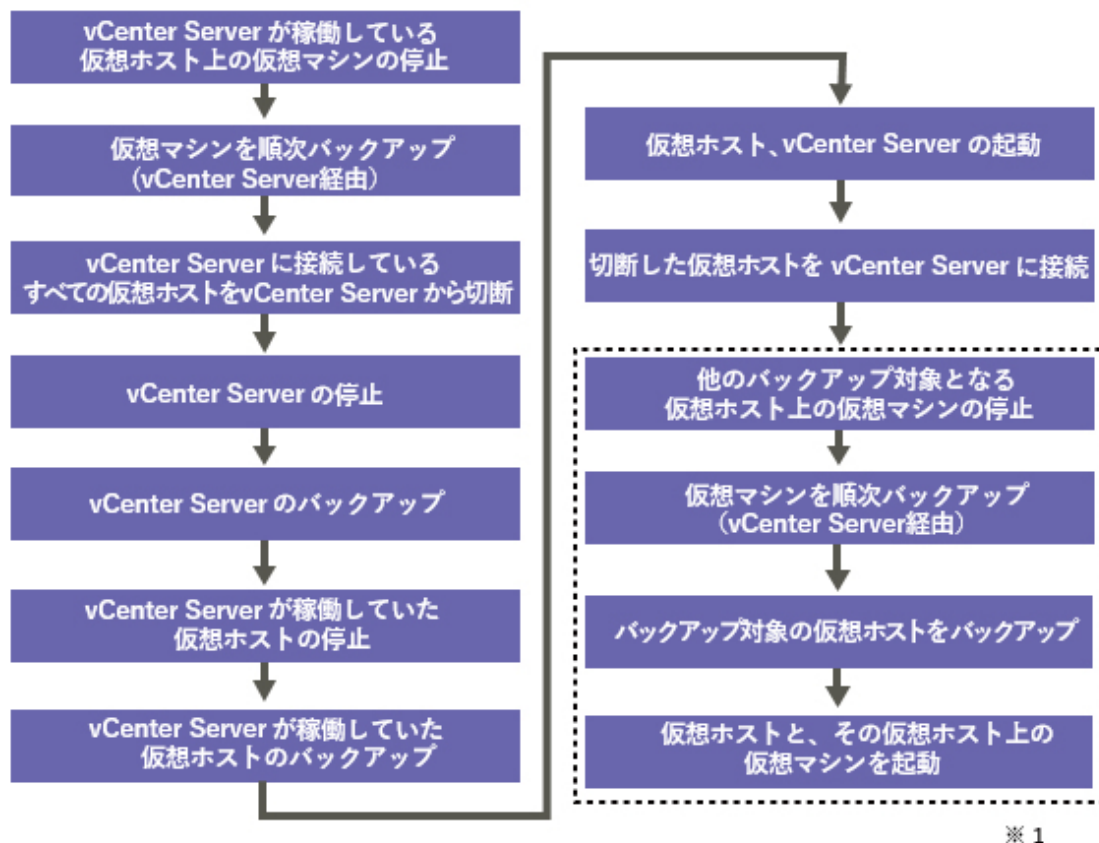 vCenter Server が稼働している
仮想ホスト上の仮想マシンの停止
仮想マシンを順次バックアップ
(vCenter Server経由)
vCenter Server に接続している
すべての仮想ホストをvCenter Server から切断
vCenter Server の停止
vCenter Server のバックアップ
vCenter Server が稼働していた
仮想ホストの停止
vCenter Server が稼働していた
仮想ホストのバックアップ
仮想ホスト、vCenter Server の起動
切断した仮想ホストを vCenter Server に接続
他のバックアップ対象となる
仮想ホスト上の仮想マシンの停止
仮想マシンを順次バックアップ
(vCenter Server経由)
バックアップ対象の仮想ホストをバックアップ
仮想ホストと、その仮想ホスト上の
仮想マシンを起動
※ 1